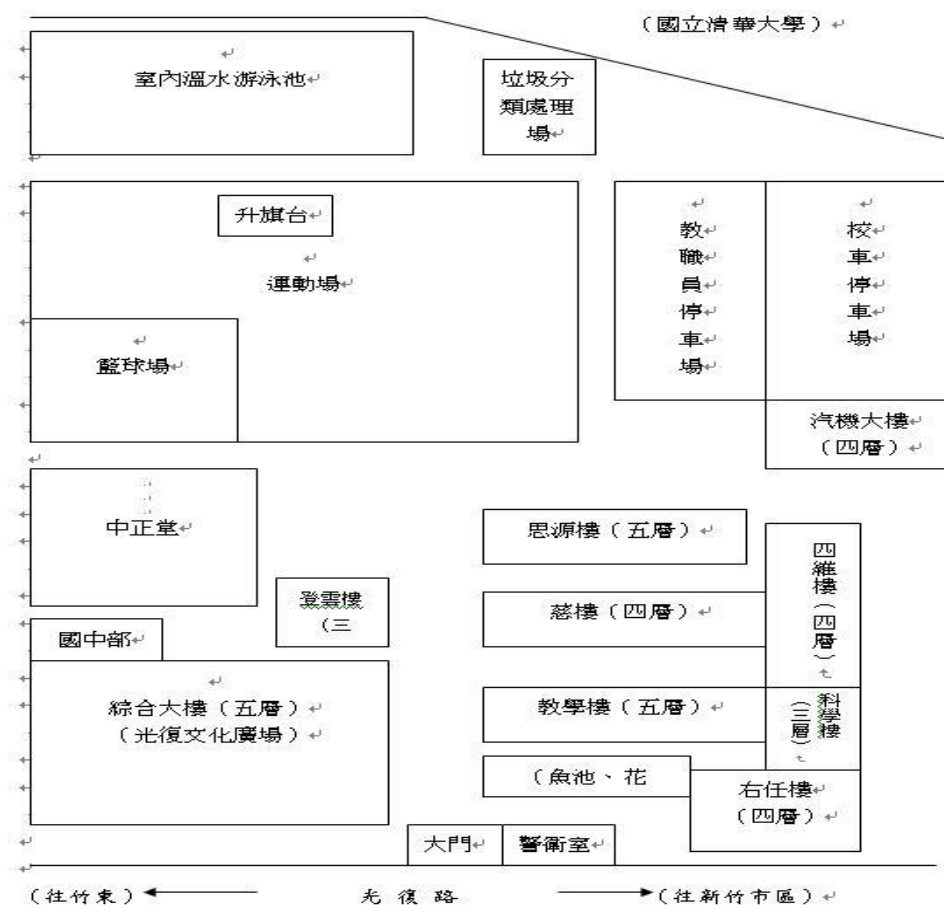 (國立清華大學)
室內溫水游泳池
垃圾分
類處理
場
升旗台
運動場
籃球場
教
職
員
停
車
場
校
車
停
車
場
汽機大樓
(四層)
中正堂
登雲樓
(三
國中部
綜合大樓(五層)
(光復文化廣場)
思源樓(五層)
慈樓(四層)
教學樓(五層)
四維樓(四層)
科學樓
(三層)
(魚池、花
右任樓
(四層)
大門
警衛室
(往竹東) 光復路 (往新竹市區)